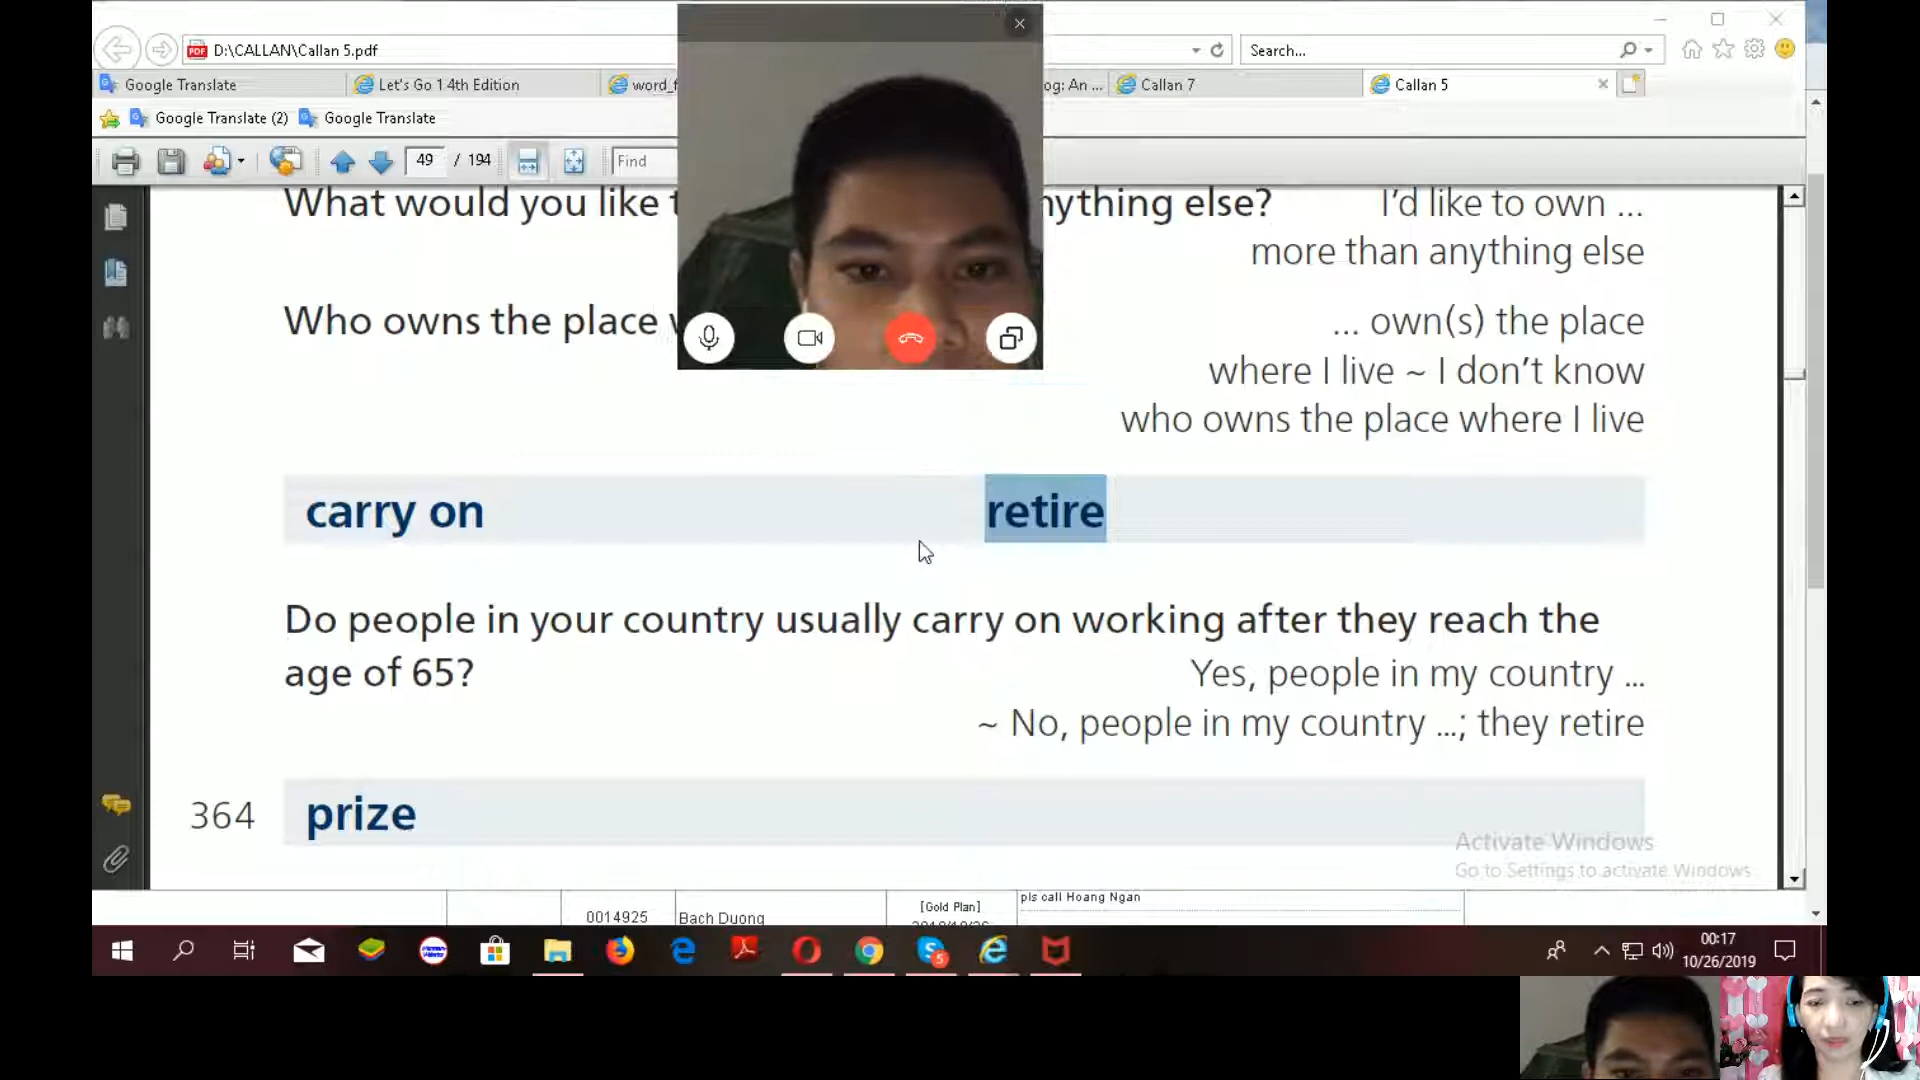 D:\CALLAN\Callan 5.pdf
Search...
Google Translate
Let's Go 1 4th Edition
word_f
og: An ...
Callan 7
Callan 5
Google Translate (2)
Google Translate
49 / 194
Find
What would you like t
nything else?
I'd like to own ...
more than anything else
Who owns the place
... own(s) the place
where I live ~ I don't know
who owns the place where I live
carry on
retire
Do people in your country usually carry on working after they reach the
age of 65?
Yes, people in my country ...
~ No, people in my country ...; they retire
364
prize
Activate Windows
Go to Settings to activate Windows.
0014925
Bach Duong
[Gold Plan]
pls call Hoang Ngan
5
00:17
10/26/2019